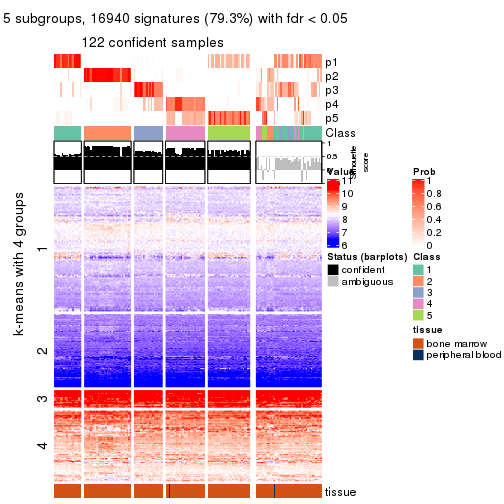 5 subgroups, 16940 signatures (79.3%) with fdr < 0.05
122 confident samples
p1
p2
p3
p4
p5
Class
1
0.5
0
Silhouette
score
k-means with 4 groups
1
2
3
4
Value
11
10
9
8
7
6
Prob
1
0.8
0.6
0.4
0.2
0
Status (barplots)
confident
ambiguous
Class
1
2
3
4
5
tissue
bone marrow
peripheral blood
tissue